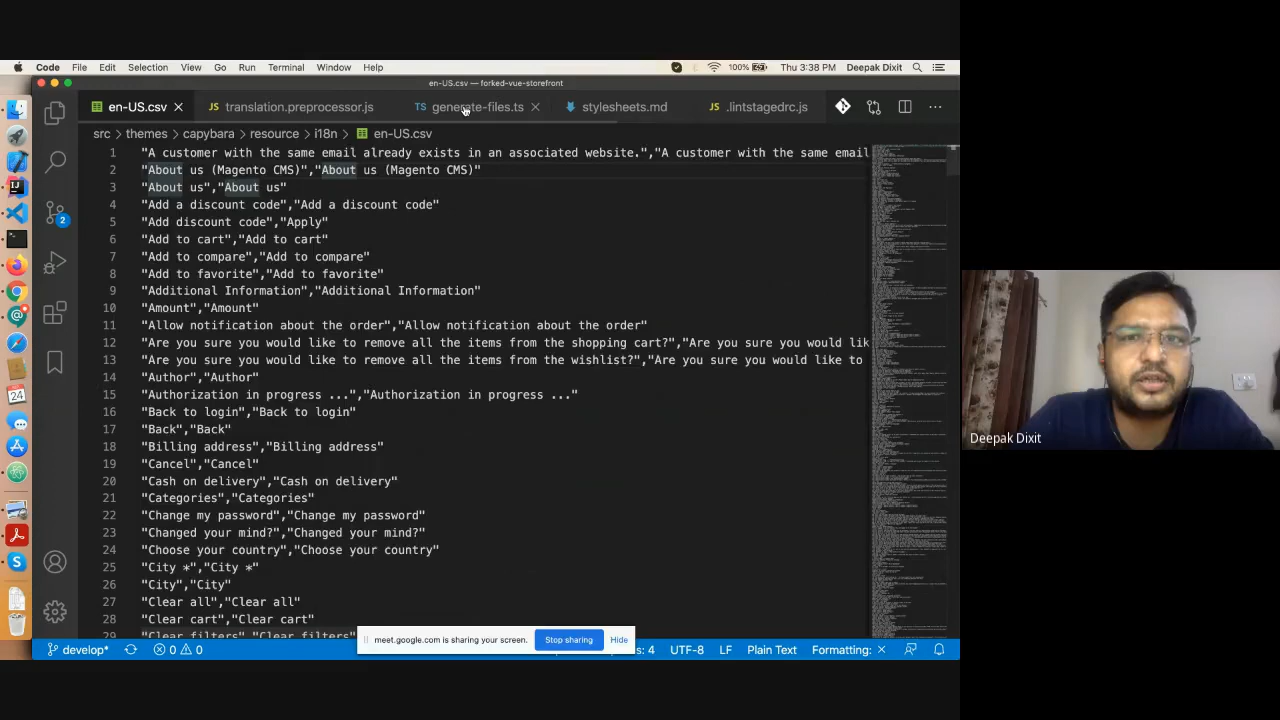 Code File Edit Selection View Go Run Terminal Window Help 100% Thu 3:38 PM Deepak Dixit
en-US.csv — forked-vue-storefront
en-US.csv translation.preprocessor.js generate-files.ts stylesheets.md .lintstagedrc.js
src > themes > capybara > resource > i18n > en-US.csv
1 "A customer with the same email already exists in an associated website.","A customer with the same email
2 "About us (Magento CMS)","About us (Magento CMS)"
3 "About us","About us"
4 "Add a discount code","Add a discount code"
5 "Add discount code","Apply"
6 "Add to cart","Add to cart"
7 "Add to compare","Add to compare"
8 "Add to favorite","Add to favorite"
9 "Additional Information","Additional Information"
10 "Amount","Amount"
11 "Allow notification about the order","Allow notification about the order"
12 "Are you sure you would like to remove all the items from the shopping cart?","Are you sure you would lik
13 "Are you sure you would like to remove all the items from the wishlist?","Are you sure you would like to
14 "Author","Author"
15 "Authorization in progress ...","Authorization in progress ..."
16 "Back to login","Back to login"
17 "Back","Back"
18 "Billing address","Billing address"
19 "Cancel","Cancel"
20 "Cash on delivery","Cash on delivery"
21 "Categories","Categories"
22 "Change my password","Change my password"
23 "Changed your mind?","Changed your mind?"
24 "Choose your country","Choose your country"
25 "City *","City *"
26 "City","City"
27 "Clear all","Clear all"
28 "Clear cart","Clear cart"
29 "Clear filters","Clear filters"
meet.google.com is sharing your screen. Stop sharing Hide
develop* 0 0 s: 4 UTF-8 LF Plain Text Formatting: ×
2
24
Deepak Dixit